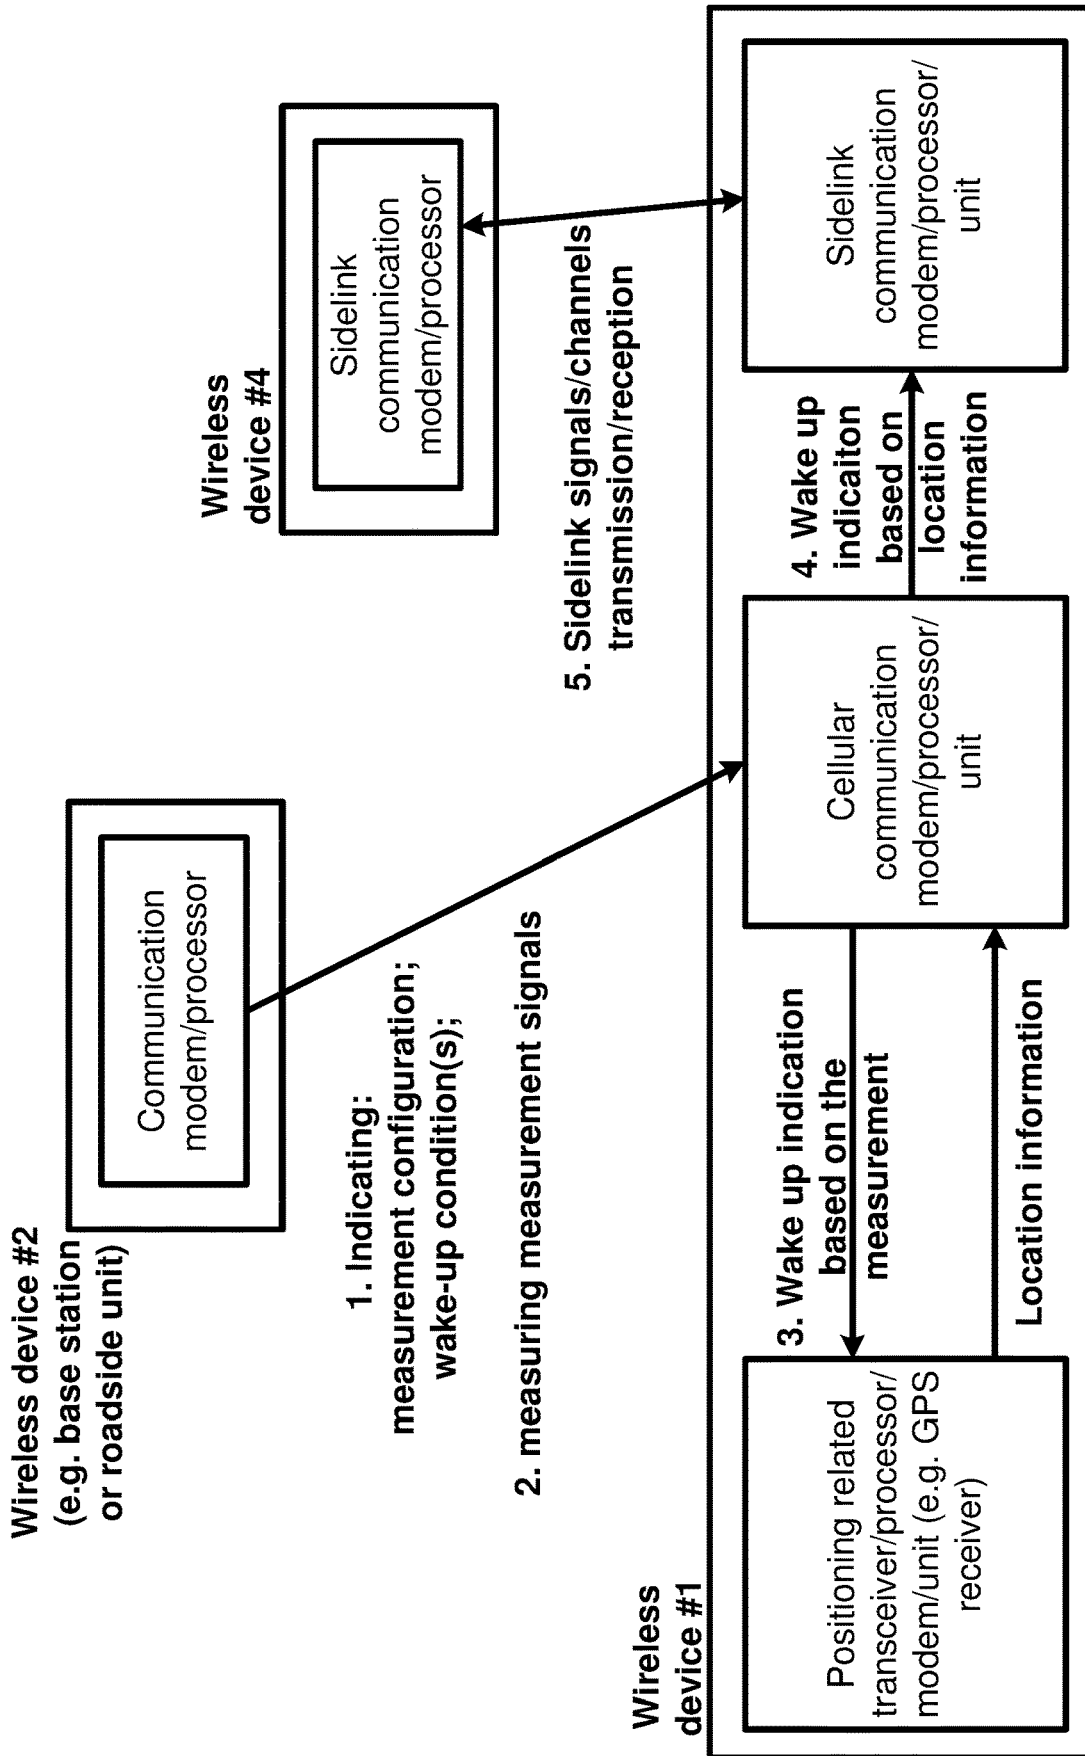 Wireless device #2
(e.g. base station
or roadside unit)
Communication
modem/processor
Wireless
device #4
Sidelink
communication
modem/processor
1. Indicating:
measurement configuration;
wake-up condition(s);
2. measuring measurement signals
5. Sidelink signals/channels
transmission/reception
Wireless
device #1
Positioning related
transceiver/processor/
modem/unit (e.g. GPS
receiver)
3. Wake up indication
based on the
measurement
Location information
Cellular
communication
modem/processor/
unit
4. Wake up
indicaiton
based on
location
information
Sidelink
communication
modem/processor/
unit